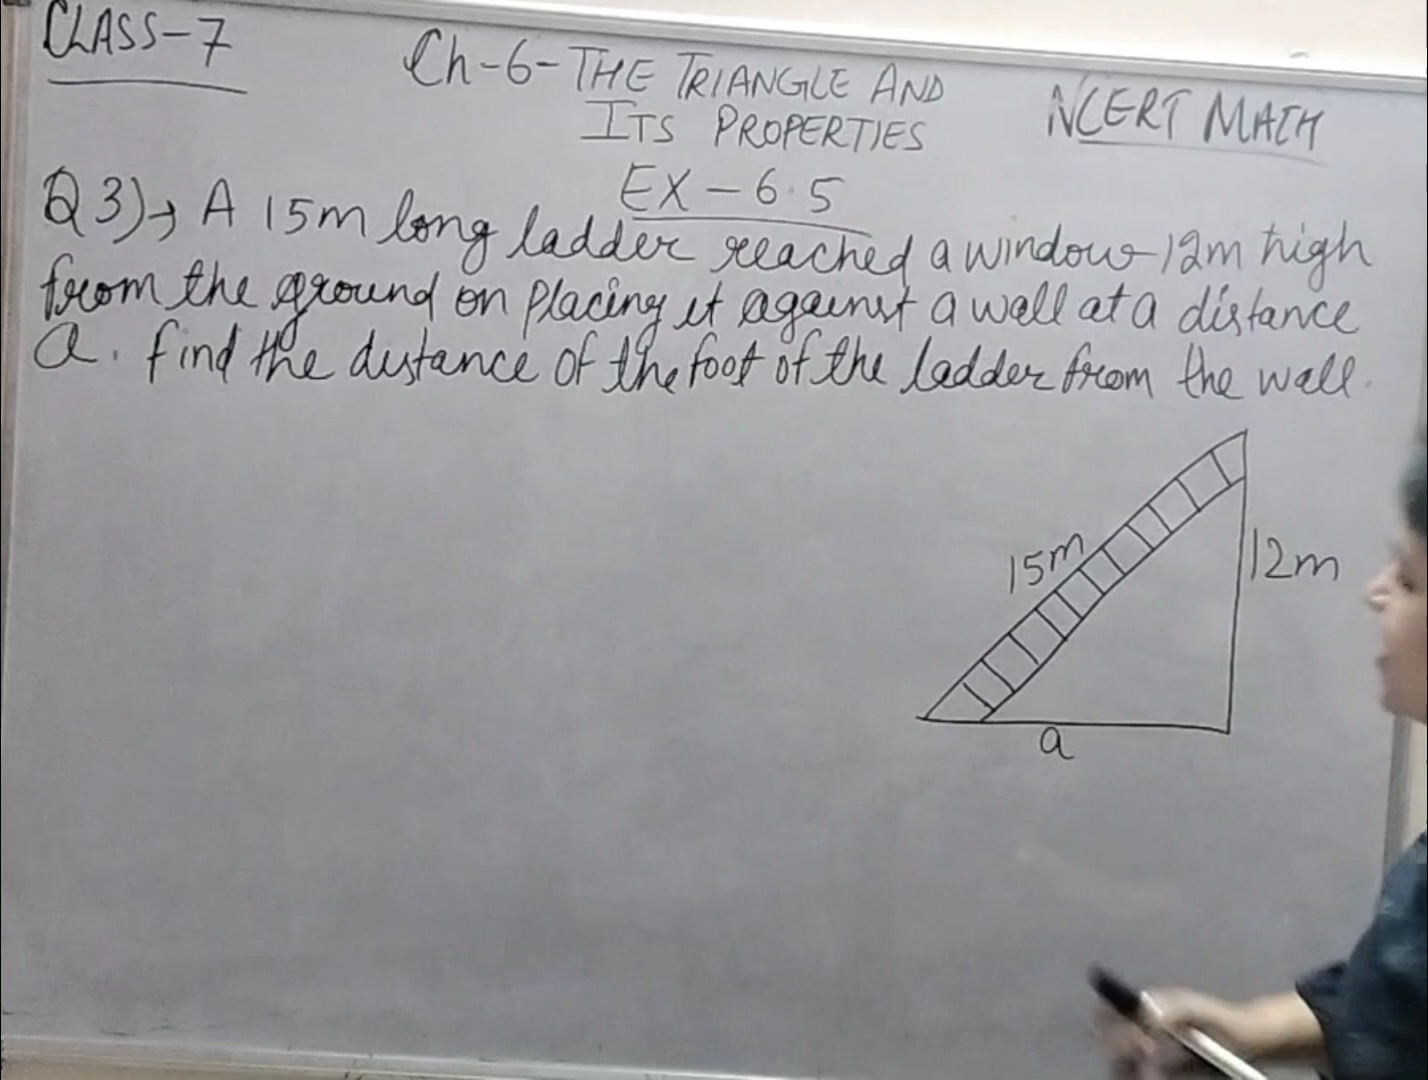 CLASS-7
Ch-6-THE TRIANGLE AND
ITS PROPERTIES
NCERT MATH
EX-6.5
Q3)→ A 15m long ladder reached a window 12m high
from the ground on placing it against a wall at a distance
a. find the distance of the foot of the ladder from the wall.
15m
12m
a